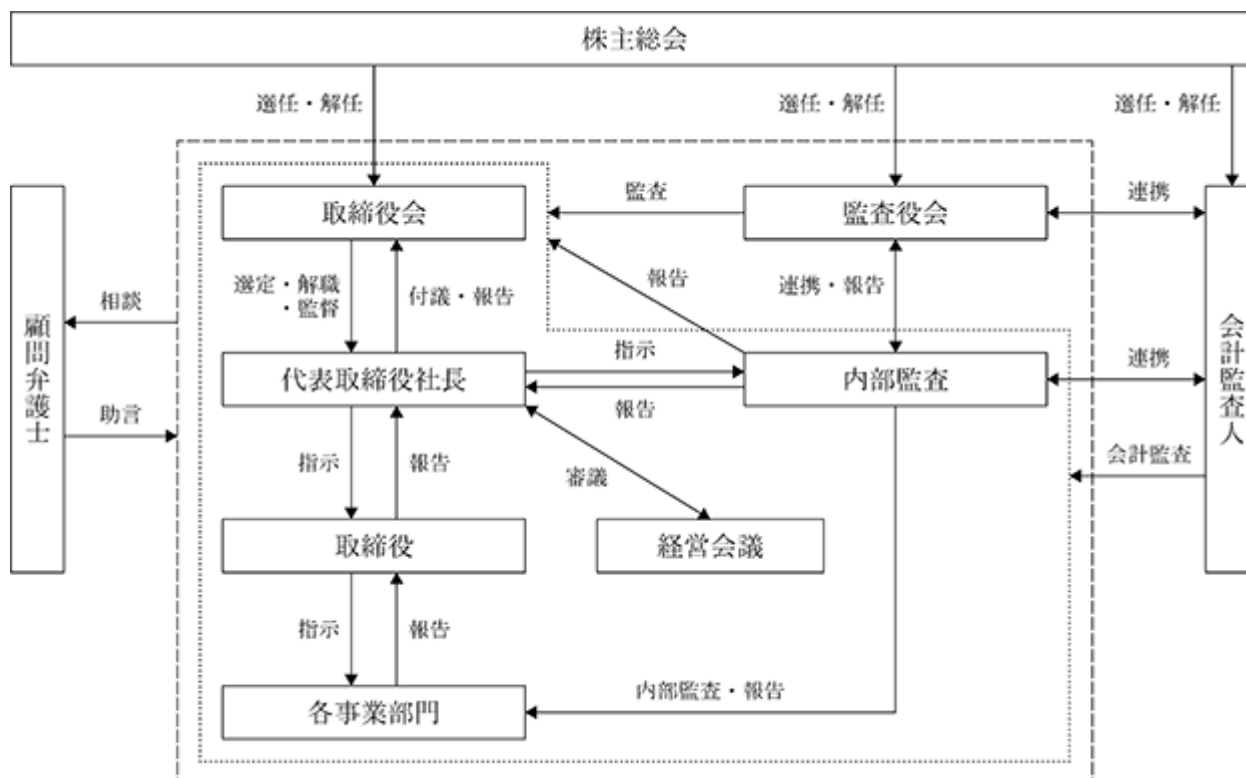 株主総会
選任・解任
選任・解任
選任・解任
取締役会
監査
監査役会
連携
選定・解職
・監督
付議・報告
報告
連携・報告
相談
顧問弁護士
助言
会計監査人
代表取締役社長
指示
報告
内部監査
連携
会計監査
指示
報告
審議
取締役
経営会議
指示
報告
内部監査・報告
各事業部門